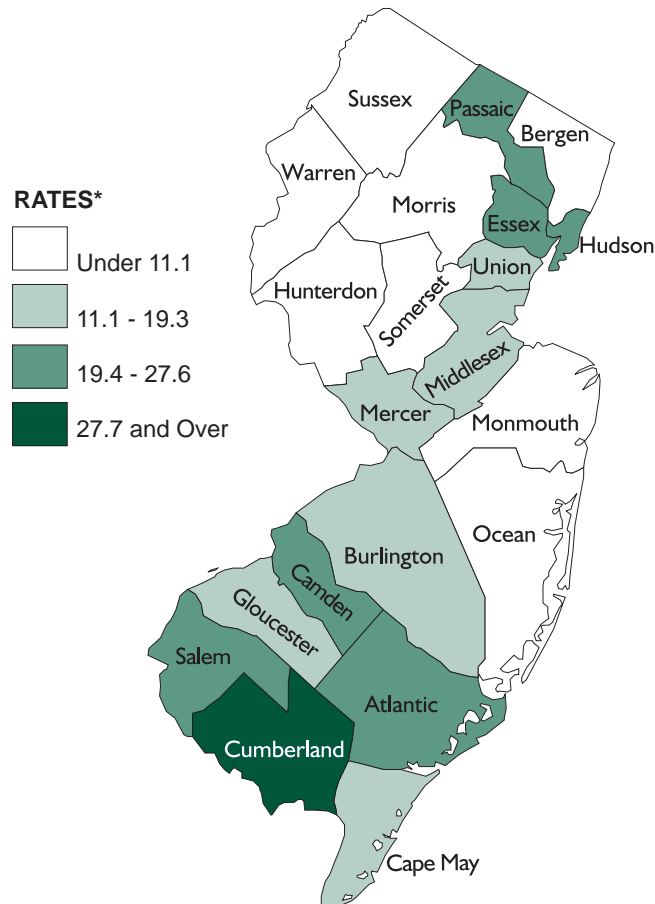 Sussex
Passaic
Bergen
Warren
Morris
Essex
Hudson
Union
Hunterdon
Somerset
Middlesex
Mercer
Monmouth
Ocean
Burlington
Camden
Gloucester
Salem
Atlantic
Cumberland
Cape May
RATES*
Under 11.1
11.1 - 19.3
19.4 - 27.6
27.7 and Over